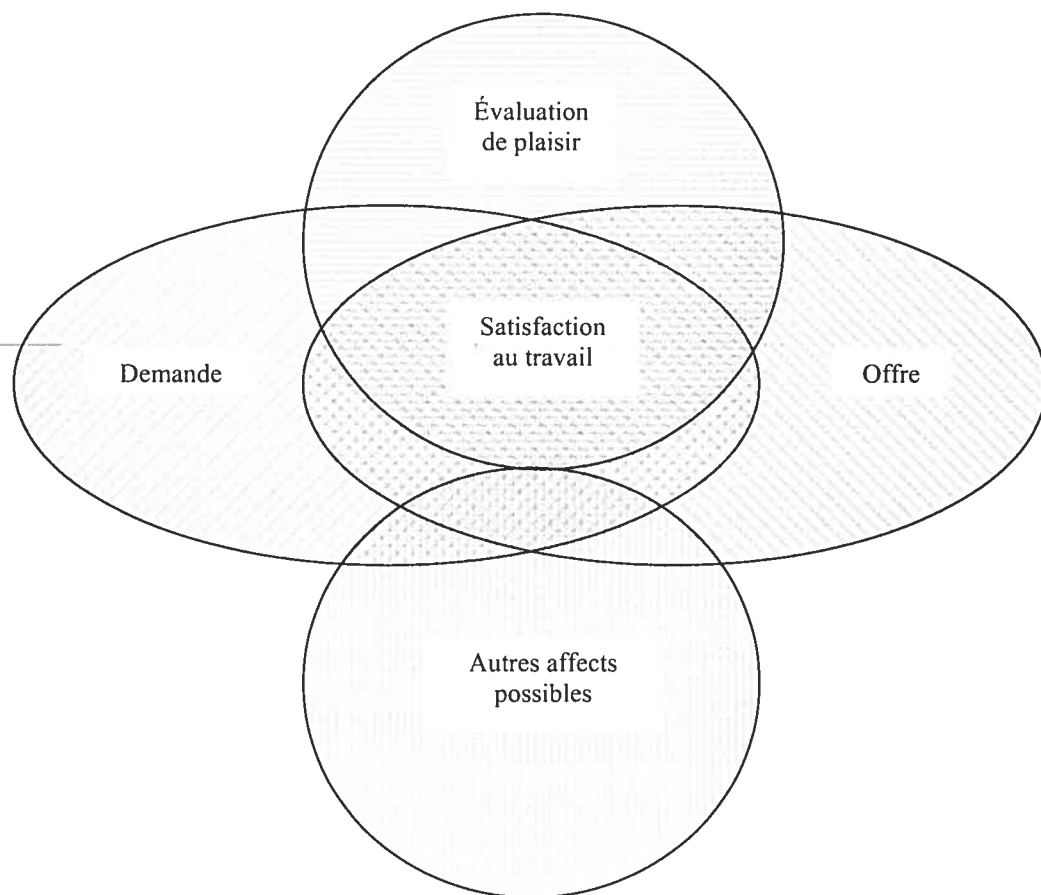 Évaluation
de plaisir
Satisfaction
au travail
Demande
Offre
Autres affects
possibles